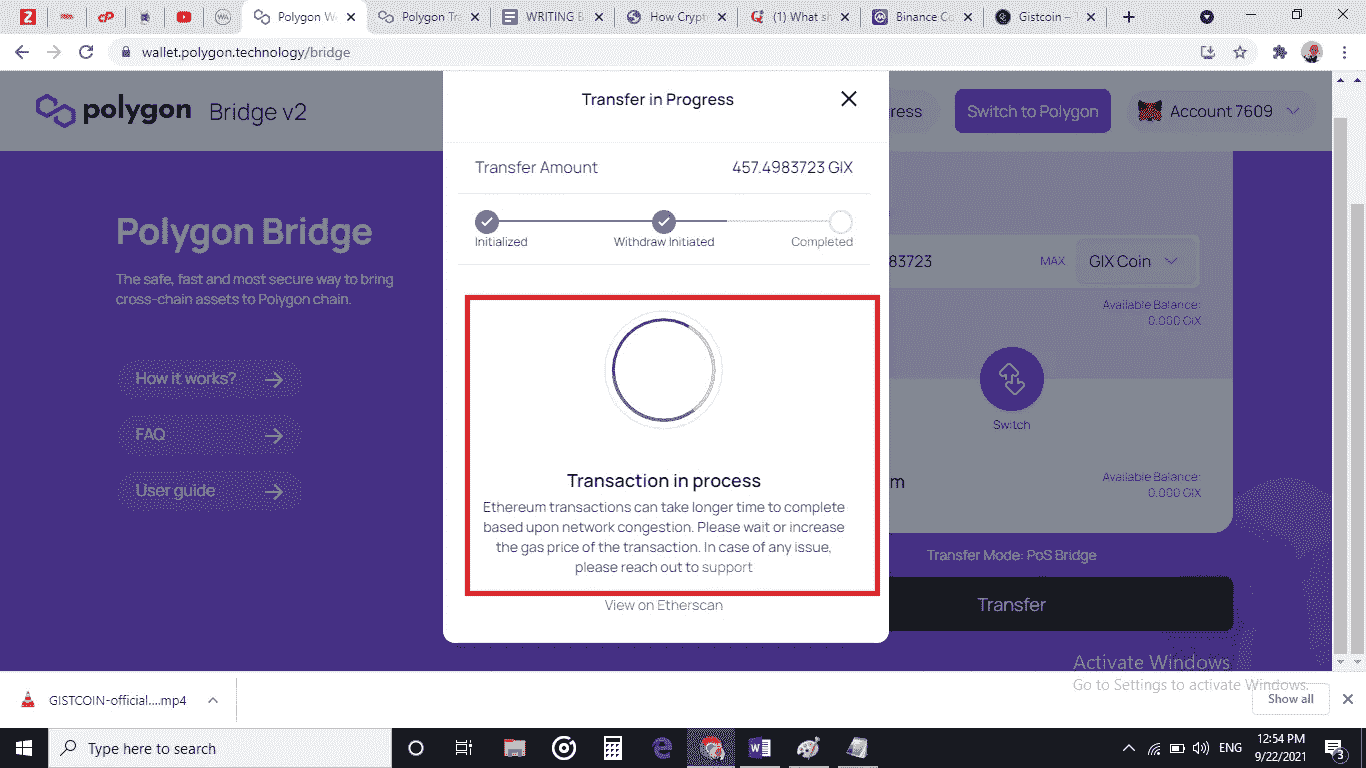 Polygon W
Polygon Tra
WRITING B
How Crypt
(1) What sh
Binance Co
Gistcoin –
wallet.polygon.technology/bridge
polygon Bridge v2
ress
Switch to Polygon
Account 7609
Transfer in Progress
Transfer Amount
457.4983723 GIX
Initialized
Withdraw Initiated
Completed
Polygon Bridge
The safe, fast and most secure way to bring
cross-chain assets to Polygon chain.
How it works?
FAQ
User guide
Transaction in process
Ethereum transactions can take longer time to complete
based upon network congestion. Please wait or increase
the gas price of the transaction. In case of any issue,
please reach out to support
View on Etherscan
83723
MAX
GIX Coin
Available Balance:
0.000 GIX
Switch
m
Available Balance:
0.000 GIX
Transfer Mode: PoS Bridge
Transfer
Activate Windows
Go to Settings to activate Windows.
GISTCOIN-official....mp4
Show all
Type here to search
ENG
12:54 PM
9/22/2021
3